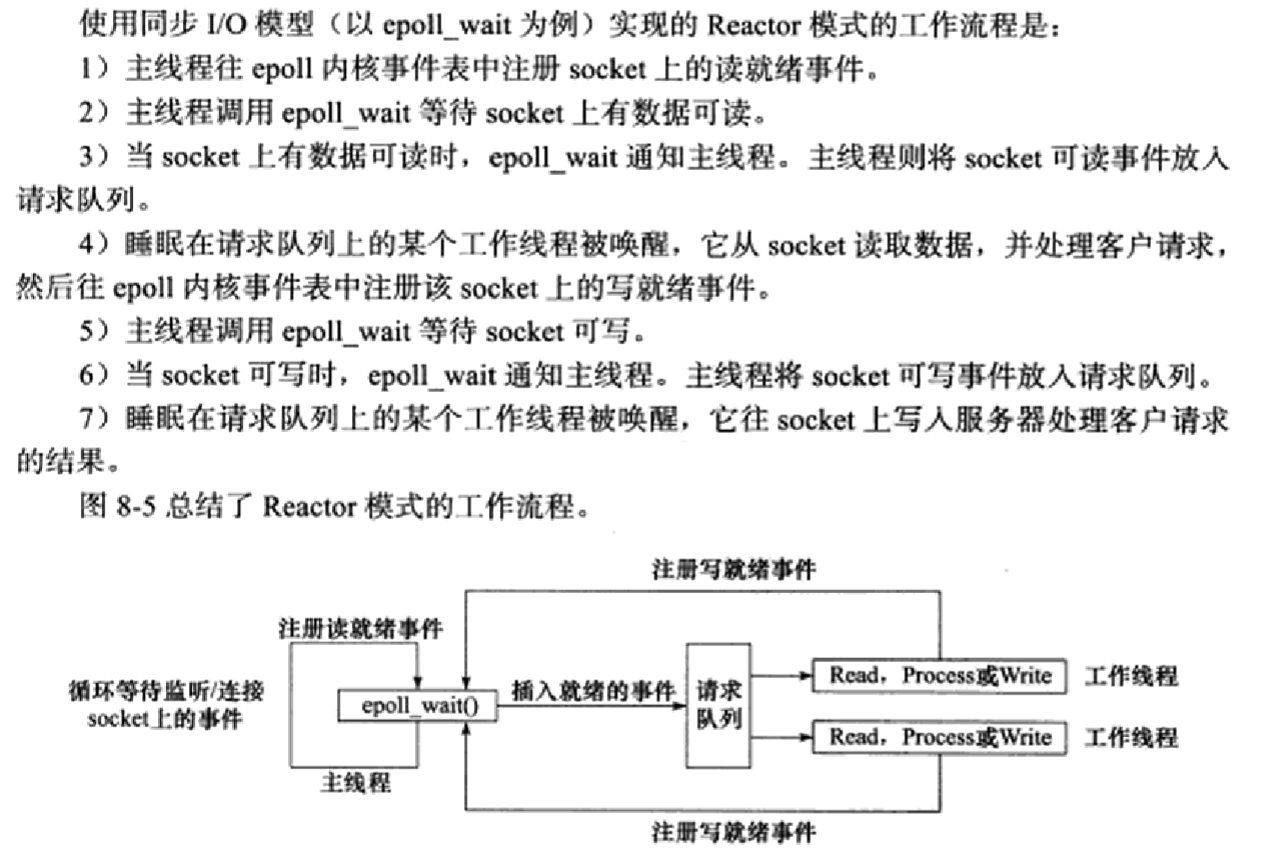 使用同步 I/O 模型（以 epoll_wait 为例）实现的 Reactor 模式的工作流程是：
1）主线程往 epoll 内核事件表中注册 socket 上的读就绪事件。
2）主线程调用 epoll_wait 等待 socket 上有数据可读。
3）当 socket 上有数据可读时，epoll_wait 通知主线程。主线程则将 socket 可读事件放入
请求队列。
4）睡眠在请求队列上的某个工作线程被唤醒，它从 socket 读取数据，并处理客户请求，
然后往 epoll 内核事件表中注册该 socket 上的写就绪事件。
5）主线程调用 epoll_wait 等待 socket 可写。
6）当 socket 可写时，epoll_wait 通知主线程。主线程将 socket 可写事件放入请求队列。
7）睡眠在请求队列上的某个工作线程被唤醒，它往 socket 上写入服务器处理客户请求
的结果。
图 8-5 总结了 Reactor 模式的工作流程。
注册写就绪事件
注册读就绪事件
循环等待监听/连接
socket上的事件
epoll_wait()
插入就绪的事件
请求
队列
Read，Process或Write
工作线程
Read，Process或Write
工作线程
主线程
注册写就绪事件